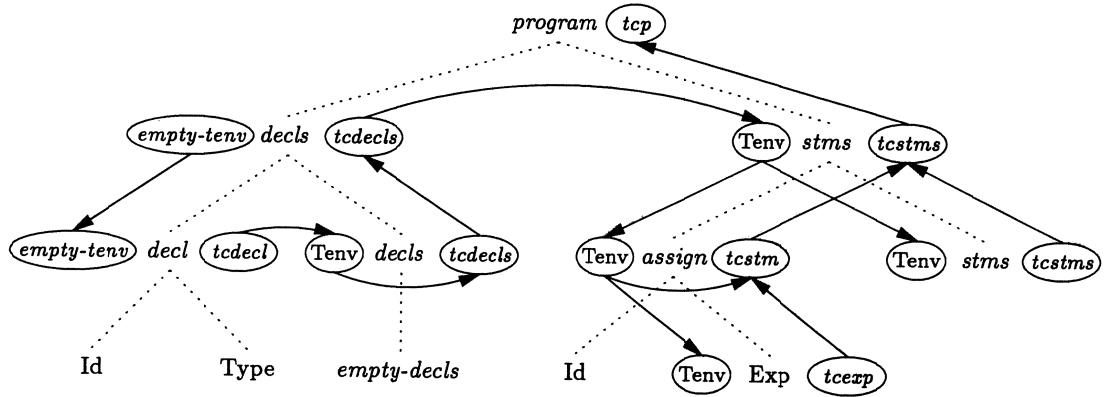 program tcp
empty-tenv decls tcdecls Tenv stms tcstms
empty-tenv decl tcdecl Tenv decls tcdecls Tenv assign tcstm Tenv stms tcstms
Id Type empty-decls Id Tenv Exp tcexp